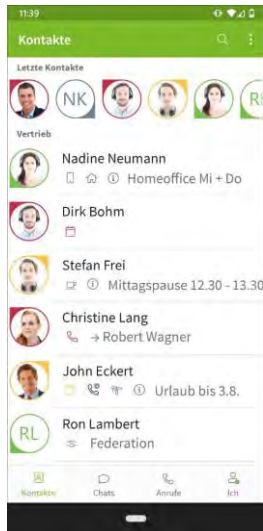 11:39
Kontakte
Letzte Kontakte
NK
R
Vertrieb
Nadine Neumann
Homeoffice Mi + Do
Dirk Bohm
Stefan Frei
Mittagspause 12.30 - 13.30
Christine Lang
→ Robert Wagner
John Eckert
Urlaub bis 3.8.
RL
Ron Lambert
Federation
Kontakte
Chats
Anrufe
Ich